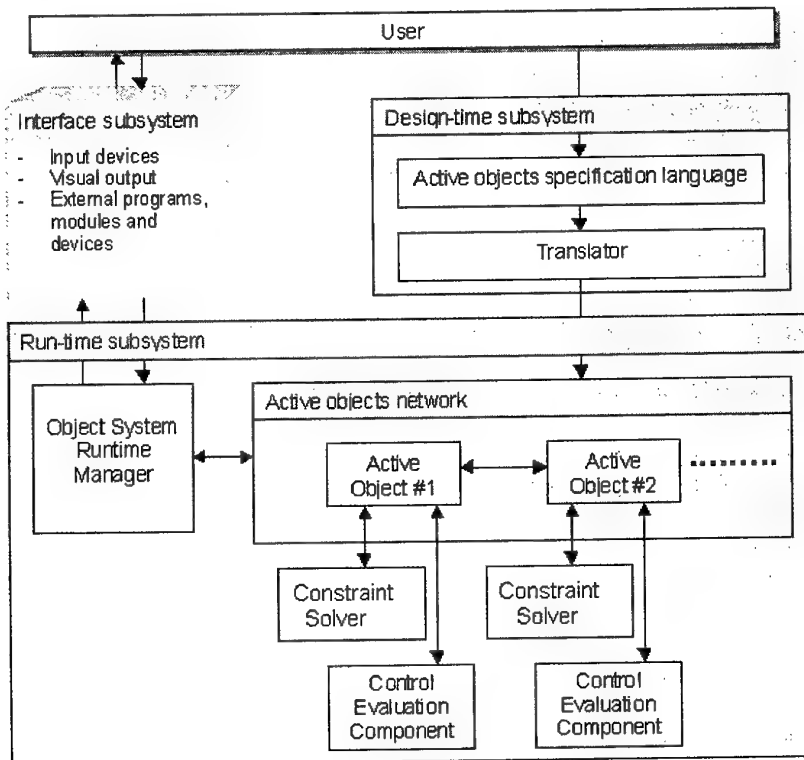 User
Interface subsystem
- Input devices
- Visual output
- External programs,
modules and
devices
Design-time subsystem
Active objects specification language
Translator
Run-time subsystem
Object System
Runtime
Manager
Active objects network
Active
Object #1
Active
Object #2
Constraint
Solver
Constraint
Solver
Control
Evaluation
Component
Control
Evaluation
Component